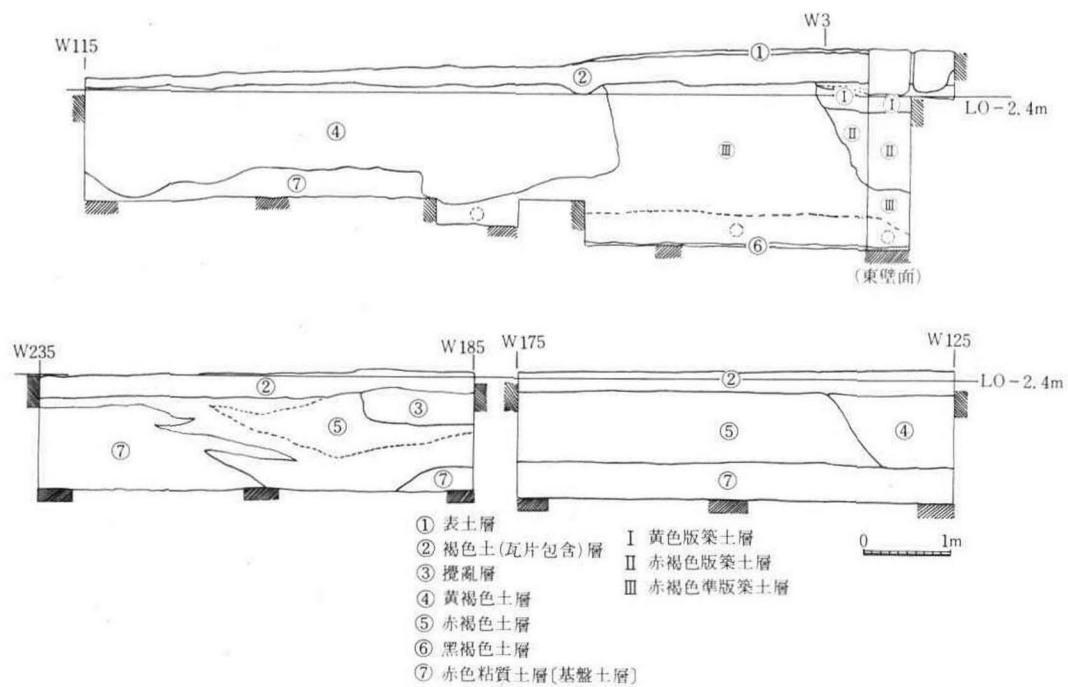 W115
W3
①
②
Ⅰ
Ⅰ
LO－2.4m
④
Ⅱ
Ⅱ
Ⅲ
⑦
Ⅲ
⑥
(東壁面)
W235
W185
W175
W125
②
②
LO－2.4m
③
⑤
⑤
④
⑦
⑦
⑦
① 表土層
② 褐色土(瓦片包含)層
③ 攪亂層
④ 黃褐色土層
⑤ 赤褐色土層
⑥ 黑褐色土層
⑦ 赤色粘質土層[基盤土層]
Ⅰ 黃色版築土層
Ⅱ 赤褐色版築土層
Ⅲ 赤褐色準版築土層
0
1m